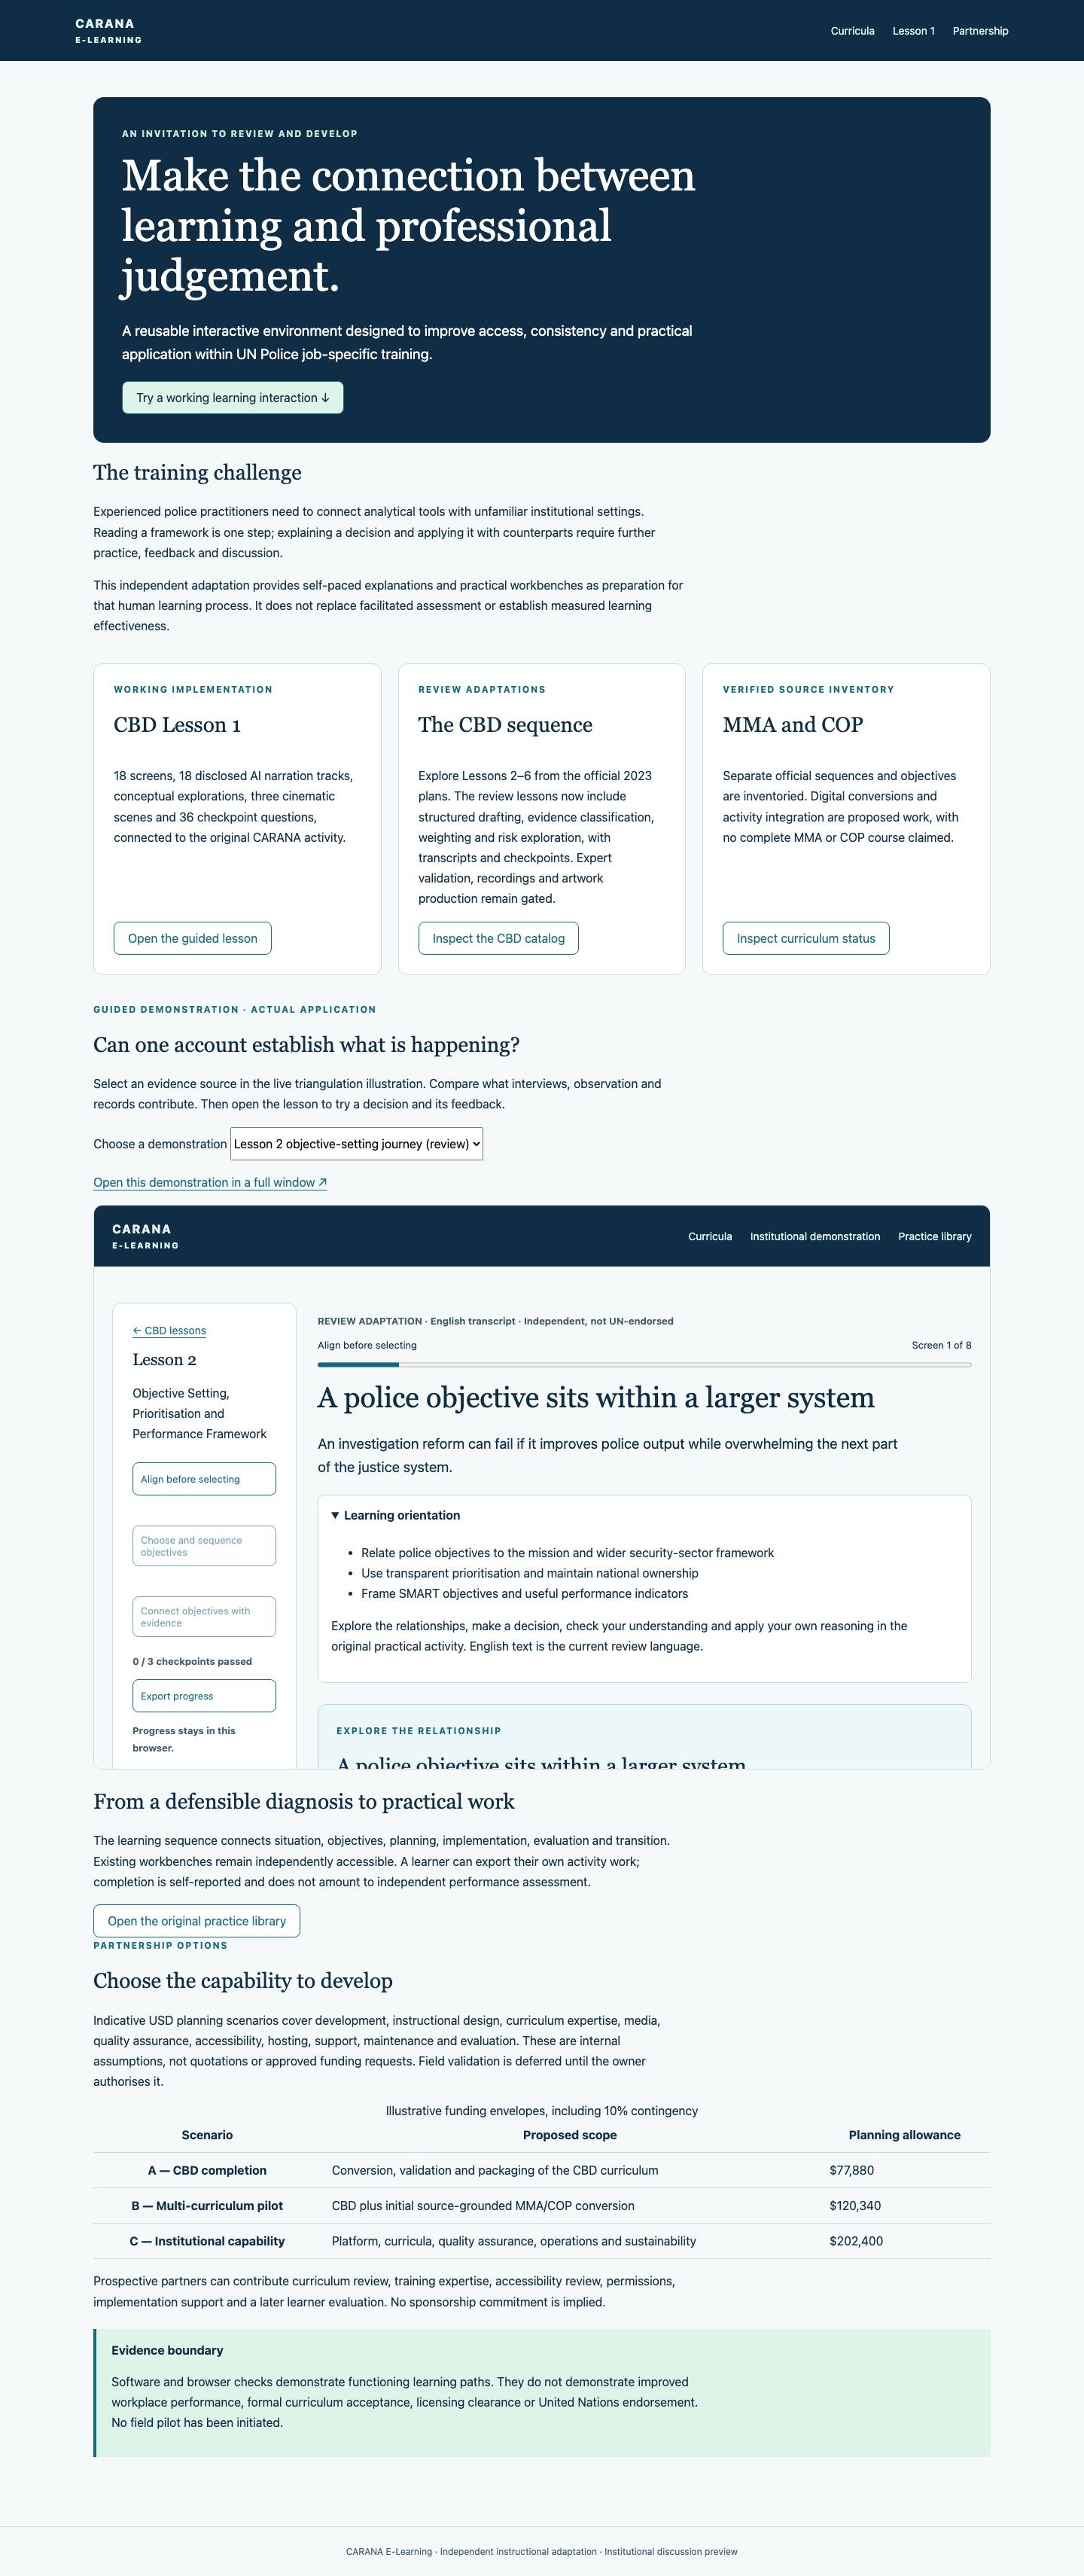 CARANA
E-LEARNING
Curricula Lesson 1 Partnership
AN INVITATION TO REVIEW AND DEVELOP
Make the connection between
learning and professional
judgement.
A reusable interactive environment designed to improve access, consistency and practical
application within UN Police job-specific training.
Try a working learning interaction ↓
The training challenge
Experienced police practitioners need to connect analytical tools with unfamiliar institutional settings.
Reading a framework is one step; explaining a decision and applying it with counterparts require further
practice, feedback and discussion.
This independent adaptation provides self-paced explanations and practical workbenches as preparation for
that human learning process. It does not replace facilitated assessment or establish measured learning
effectiveness.
WORKING IMPLEMENTATION
CBD Lesson 1
18 screens, 18 disclosed AI narration tracks,
conceptual explorations, three cinematic
scenes and 36 checkpoint questions,
connected to the original CARANA activity.
Open the guided lesson
REVIEW ADAPTATIONS
The CBD sequence
Explore Lessons 2–6 from the official 2023
plans. The review lessons now include
structured drafting, evidence classification,
weighting and risk exploration, with
transcripts and checkpoints. Expert
validation, recordings and artwork
production remain gated.
Inspect the CBD catalog
VERIFIED SOURCE INVENTORY
MMA and COP
Separate official sequences and objectives
are inventoried. Digital conversions and
activity integration are proposed work, with
no complete MMA or COP course claimed.
Inspect curriculum status
GUIDED DEMONSTRATION · ACTUAL APPLICATION
Can one account establish what is happening?
Select an evidence source in the live triangulation illustration. Compare what interviews, observation and
records contribute. Then open the lesson to try a decision and its feedback.
Choose a demonstration Lesson 2 objective-setting journey (review)
Open this demonstration in a full window ↗
CARANA
E-LEARNING
Curricula Institutional demonstration Practice library
← CBD lessons
Lesson 2
Objective Setting,
Prioritisation and
Performance Framework
Align before selecting
Choose and sequence
objectives
Connect objectives with
evidence
0 / 3 checkpoints passed
Export progress
Progress stays in this
browser.
REVIEW ADAPTATION · English transcript · Independent, not UN-endorsed
Align before selecting Screen 1 of 8
A police objective sits within a larger system
An investigation reform can fail if it improves police output while overwhelming the next part
of the justice system.
▼ Learning orientation
• Relate police objectives to the mission and wider security-sector framework
• Use transparent prioritisation and maintain national ownership
• Frame SMART objectives and useful performance indicators
Explore the relationships, make a decision, check your understanding and apply your own reasoning in the
original practical activity. English text is the current review language.
EXPLORE THE RELATIONSHIP
A police objective sits within a larger system
From a defensible diagnosis to practical work
The learning sequence connects situation, objectives, planning, implementation, evaluation and transition.
Existing workbenches remain independently accessible. A learner can export their own activity work;
completion is self-reported and does not amount to independent performance assessment.
Open the original practice library
PARTNERSHIP OPTIONS
Choose the capability to develop
Indicative USD planning scenarios cover development, instructional design, curriculum expertise, media,
quality assurance, accessibility, hosting, support, maintenance and evaluation. These are internal
assumptions, not quotations or approved funding requests. Field validation is deferred until the owner
authorises it.
Illustrative funding envelopes, including 10% contingency
Scenario Proposed scope Planning allowance
A — CBD completion Conversion, validation and packaging of the CBD curriculum $77,880
B — Multi-curriculum pilot CBD plus initial source-grounded MMA/COP conversion $120,340
C — Institutional capability Platform, curricula, quality assurance, operations and sustainability $202,400
Prospective partners can contribute curriculum review, training expertise, accessibility review, permissions,
implementation support and a later learner evaluation. No sponsorship commitment is implied.
Evidence boundary
Software and browser checks demonstrate functioning learning paths. They do not demonstrate improved
workplace performance, formal curriculum acceptance, licensing clearance or United Nations endorsement.
No field pilot has been initiated.
CARANA E-Learning · Independent instructional adaptation · Institutional discussion preview